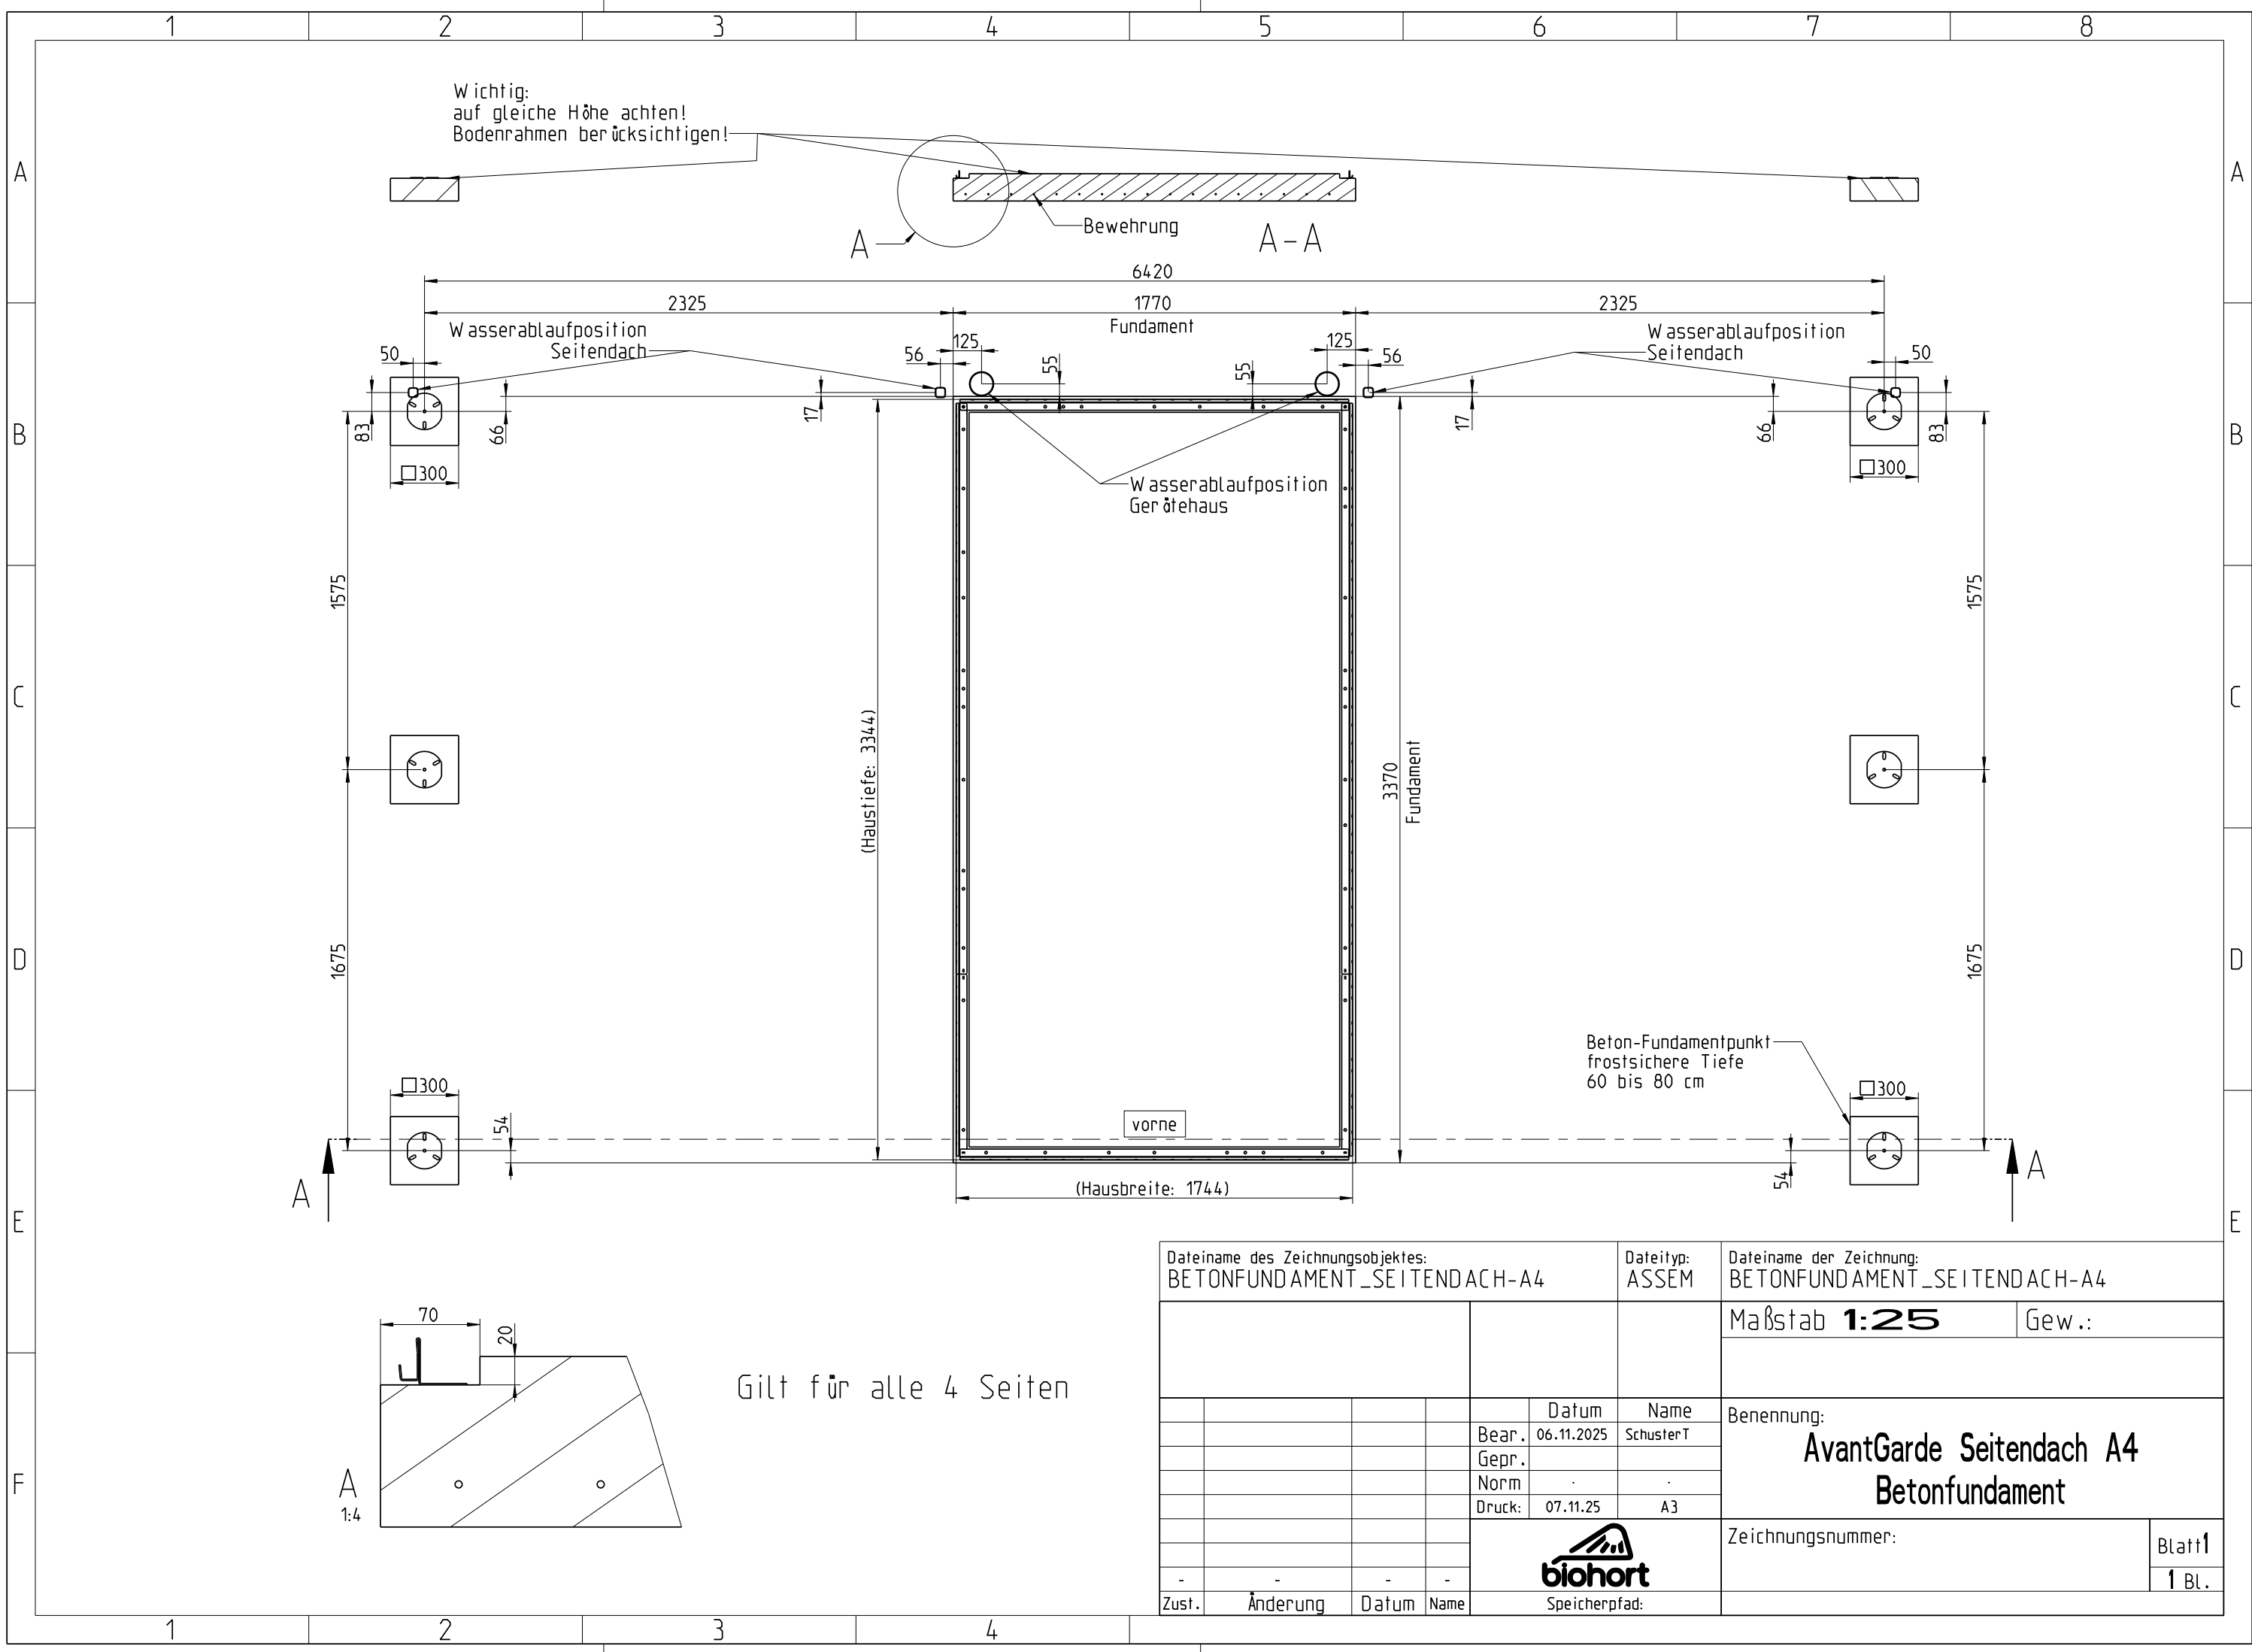 1 2 3 4 5 6 7 8
Wichtig:
auf gleiche Höhe achten!
Bodenrahmen berücksichtigen!
A A
Bewehrung
A A-A
6420
2325 1770 2325
Fundament
Wasserablaufposition
Seitendach
Wasserablaufposition
Seitendach
50 56 125 55 55 125 56 50
83 66 17 17 66 83
B B
□300 □300
Wasserablaufposition
Gerätehaus
1575 1575
C C
(Haustiefe: 3344)
3370
Fundament
D D
1675 1675
Beton-Fundamentpunkt
frostsichere Tiefe
60 bis 80 cm
□300 □300
54 vorne 54
A A
(Hausbreite: 1744)
E E
Dateiname des Zeichnungsobjektes:
BETONFUNDAMENT_SEITENDACH-A4
Dateityp:
ASSEM
Dateiname der Zeichnung:
BETONFUNDAMENT_SEITENDACH-A4
Maßstab 1:25 Gew.:
70
20
Gilt für alle 4 Seiten
A
1:4
F F
Datum Name
Bear. 06.11.2025 SchusterT
Gepr.
Norm . .
Druck: 07.11.25 A3
Benennung:
AvantGarde Seitendach A4
Betonfundament
biohort
Zeichnungsnummer:
Blatt1
1 Bl.
- - - -
Zust. Änderung Datum Name
Speicherpfad:
1 2 3 4